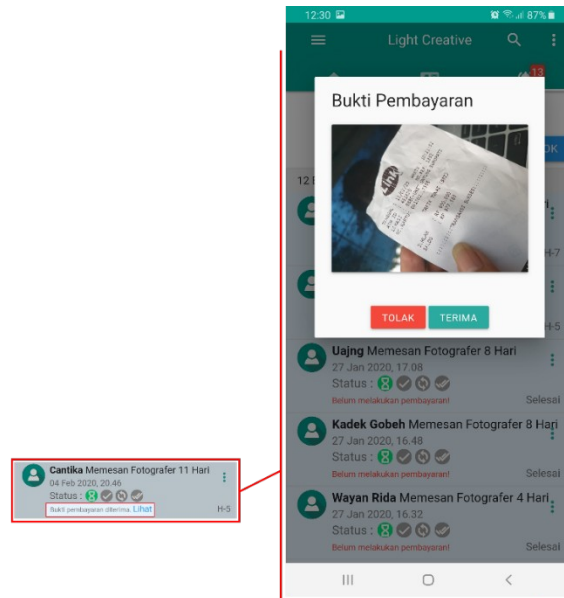 12:30
87%
Light Creative
13
Bukti Pembayaran
Link
OK
12 F
H-7
TOLAK TERIMA
H-5
Uajng Memesan Fotografer 8 Hari
27 Jan 2020, 17.08
Status :
Belum melakukan pembayaran!
Selesai
Kadek Gobeh Memesan Fotografer 8 Hari
27 Jan 2020, 16.48
Status :
Belum melakukan pembayaran!
Selesai
Wayan Rida Memesan Fotografer 4 Hari
27 Jan 2020, 16.32
Status :
Belum melakukan pembayaran!
Selesai
Cantika Memesan Fotografer 11 Hari
04 Feb 2020, 20.46
Status :
Bukti pembayaran diterima. Lihat
H-5